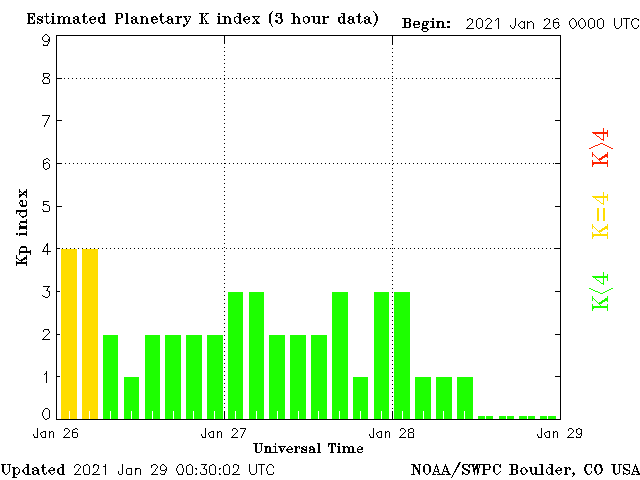 Estimated Planetary K index (3 hour data)
Begin: 2021 Jan 26 0000 UTC
9
8
7
6
5
4
3
2
1
0
Kp index
Jan 26
Jan 27
Jan 28
Jan 29
Universal Time
K>4
K=4
K<4
Updated 2021 Jan 29 00:30:02 UTC
NOAA/SWPC Boulder, CO USA